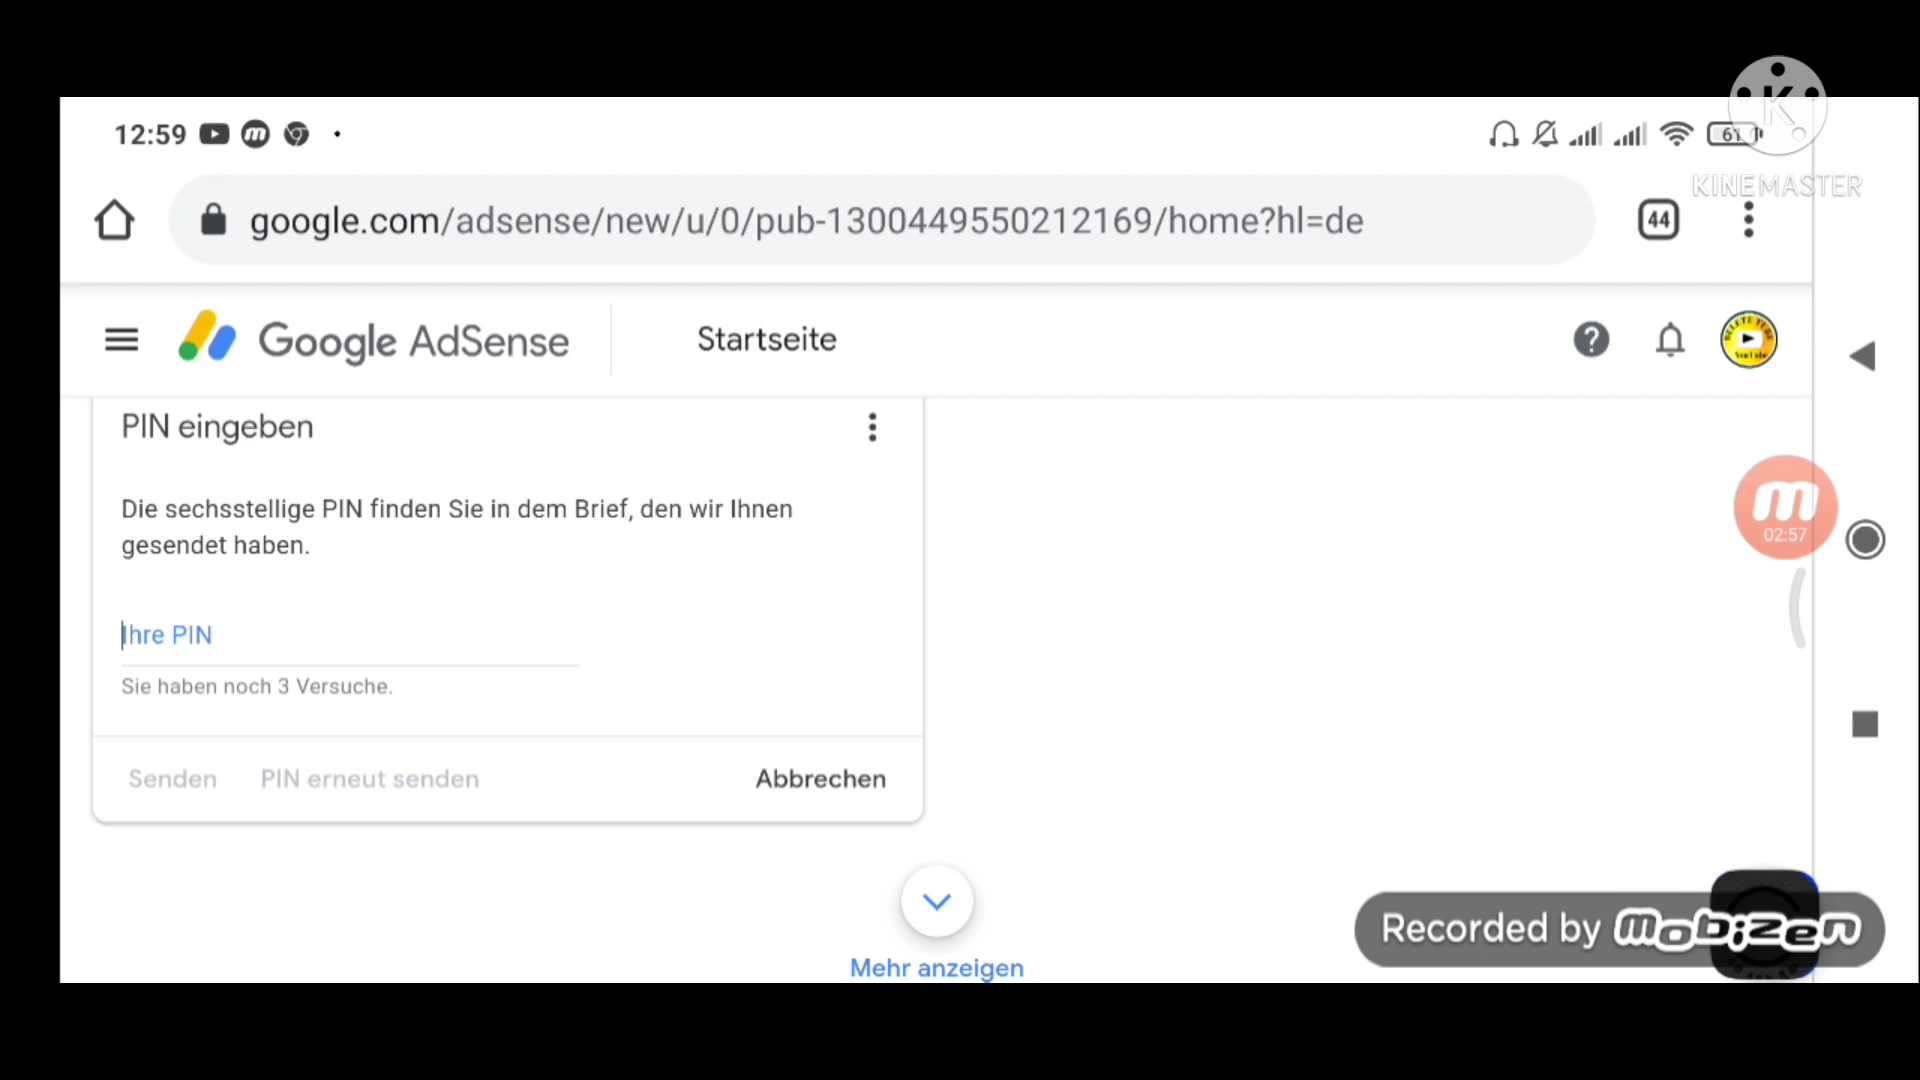 12:59
61
KINEMASTER
google.com/adsense/new/u/0/pub-1300449550212169/home?hl=de
44
Google AdSense
Startseite
PIN eingeben
Die sechsstellige PIN finden Sie in dem Brief, den wir Ihnen
gesendet haben.
02:57
Ihre PIN
Sie haben noch 3 Versuche.
Senden PIN erneut senden Abbrechen
Recorded by mobizen
Mehr anzeigen